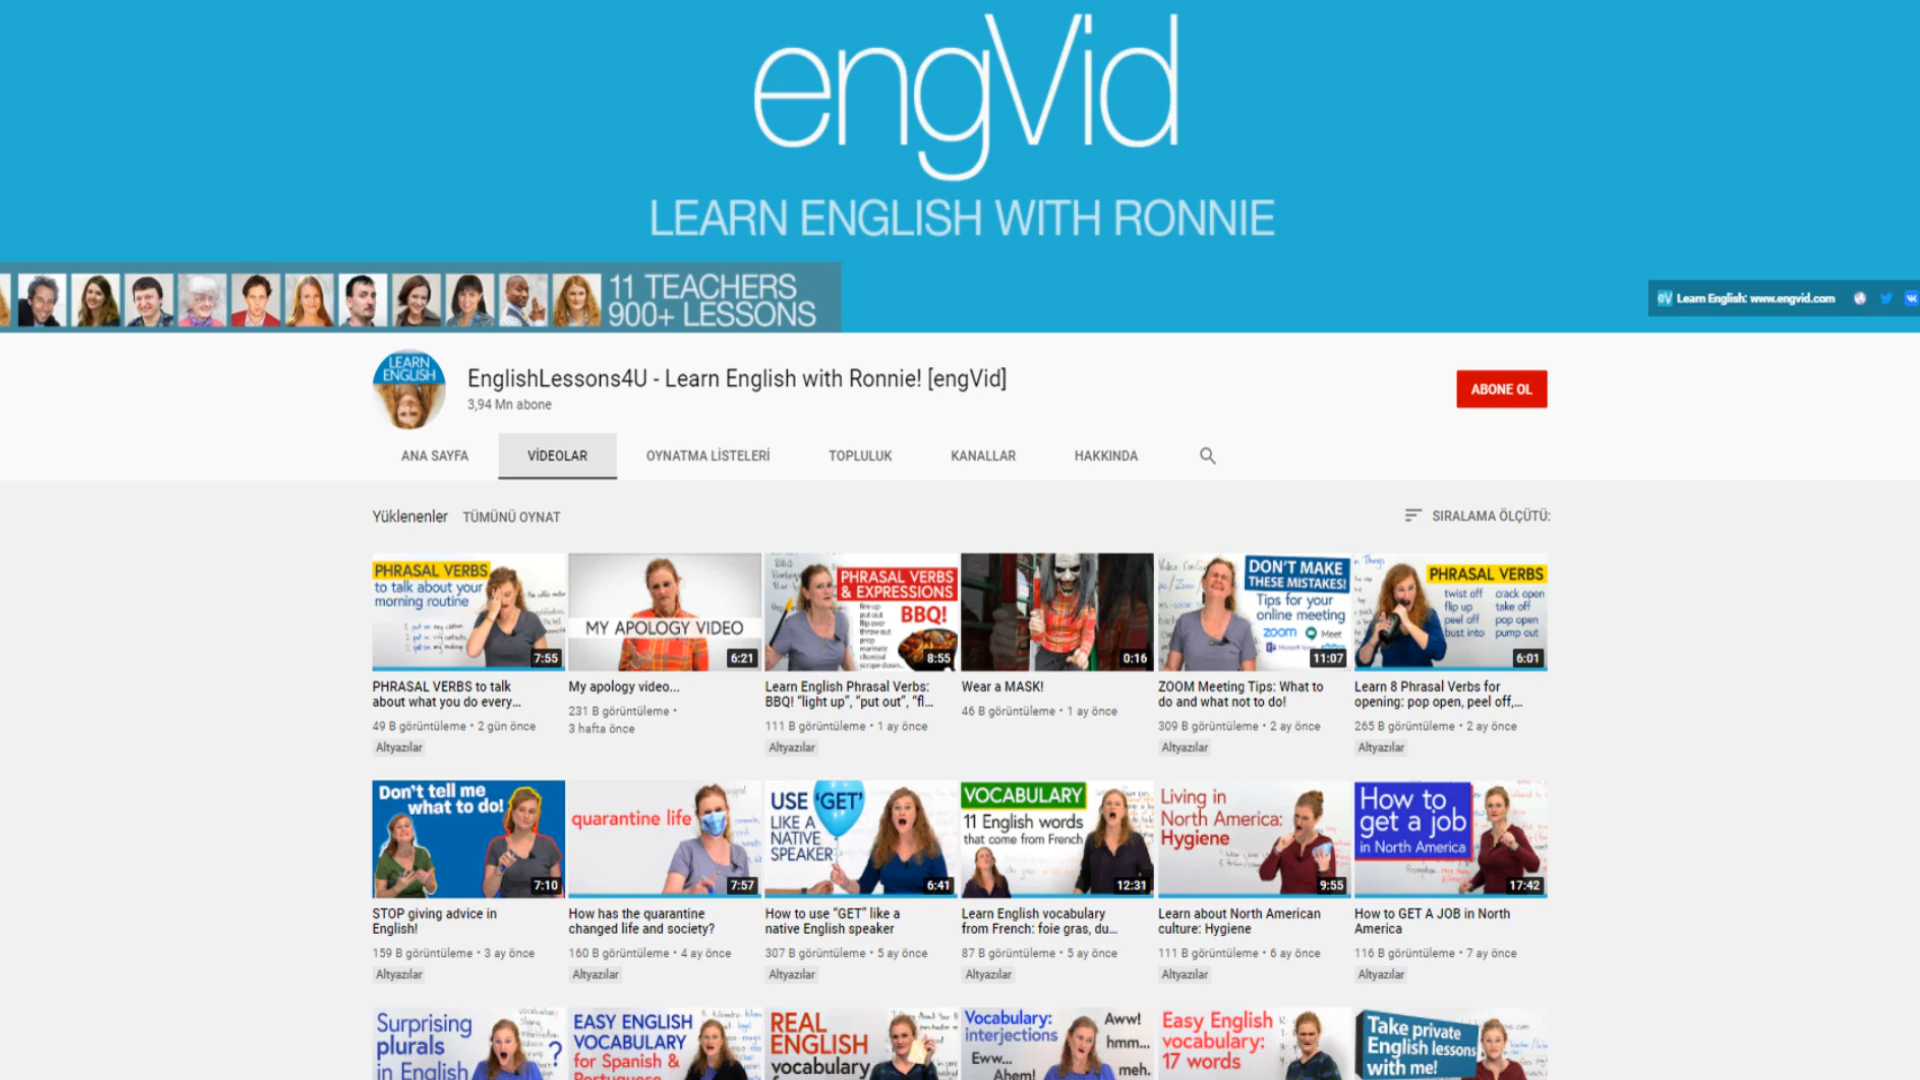 engVid
LEARN ENGLISH WITH RONNIE
11 TEACHERS
900+ LESSONS
Learn English: www.engvid.com
LEARN
ENGLISH
EnglishLessons4U - Learn English with Ronnie! [engVid]
3,94 Mn abone
ABONE OL
ANA SAYFA
VİDEOLAR
OYNATMA LİSTELERİ
TOPLULUK
KANALLAR
HAKKINDA
Yüklenenler
TÜMÜNÜ OYNAT
SIRALAMA ÖLÇÜTÜ:
PHRASAL VERBS
to talk about your
morning routine
7:55
MY APOLOGY VIDEO
6:21
PHRASAL VERBS
& EXPRESSIONS
BBQ!
fire up
put out
flip over
throw out
prep
marinate
charcoal
scrape down
8:55
0:16
DON'T MAKE
THESE MISTAKES!
Tips for your
online meeting
zoom Meet
11:07
PHRASAL VERBS
twist off crack open
flip up take off
peel off pop open
bust into pump out
6:01
PHRASAL VERBS to talk
about what you do every...
49 B görüntüleme • 2 gün önce
Altyazılar
My apology video...
231 B görüntüleme •
3 hafta önce
Learn English Phrasal Verbs:
BBQ! "light up", "put out", "fl...
111 B görüntüleme • 1 ay önce
Altyazılar
Wear a MASK!
46 B görüntüleme • 1 ay önce
ZOOM Meeting Tips: What to
do and what not to do!
309 B görüntüleme • 2 ay önce
Altyazılar
Learn 8 Phrasal Verbs for
opening: pop open, peel off,...
265 B görüntüleme • 2 ay önce
Altyazılar
Don't tell me
what to do!
7:10
quarantine life
7:57
USE 'GET'
LIKE A
NATIVE
SPEAKER
6:41
VOCABULARY
11 English words
that come from French
12:31
Living in
North America:
Hygiene
9:55
How to
get a job
in North America
17:42
STOP giving advice in
English!
159 B görüntüleme • 3 ay önce
Altyazılar
How has the quarantine
changed life and society?
160 B görüntüleme • 4 ay önce
Altyazılar
How to use "GET" like a
native English speaker
307 B görüntüleme • 5 ay önce
Altyazılar
Learn English vocabulary
from French: foie gras, du...
87 B görüntüleme • 5 ay önce
Altyazılar
Learn about North American
culture: Hygiene
111 B görüntüleme • 6 ay önce
Altyazılar
How to GET A JOB in North
America
116 B görüntüleme • 7 ay önce
Altyazılar
Surprising
plurals
in English
?
EASY ENGLISH
VOCABULARY
for Spanish &
REAL
ENGLISH
vocabulary
Vocabulary:
interjections
Eww...
Ahem!
Aww!
hmm...
meh.
Easy English
vocabulary:
17 words
Take private
English lessons
with me!